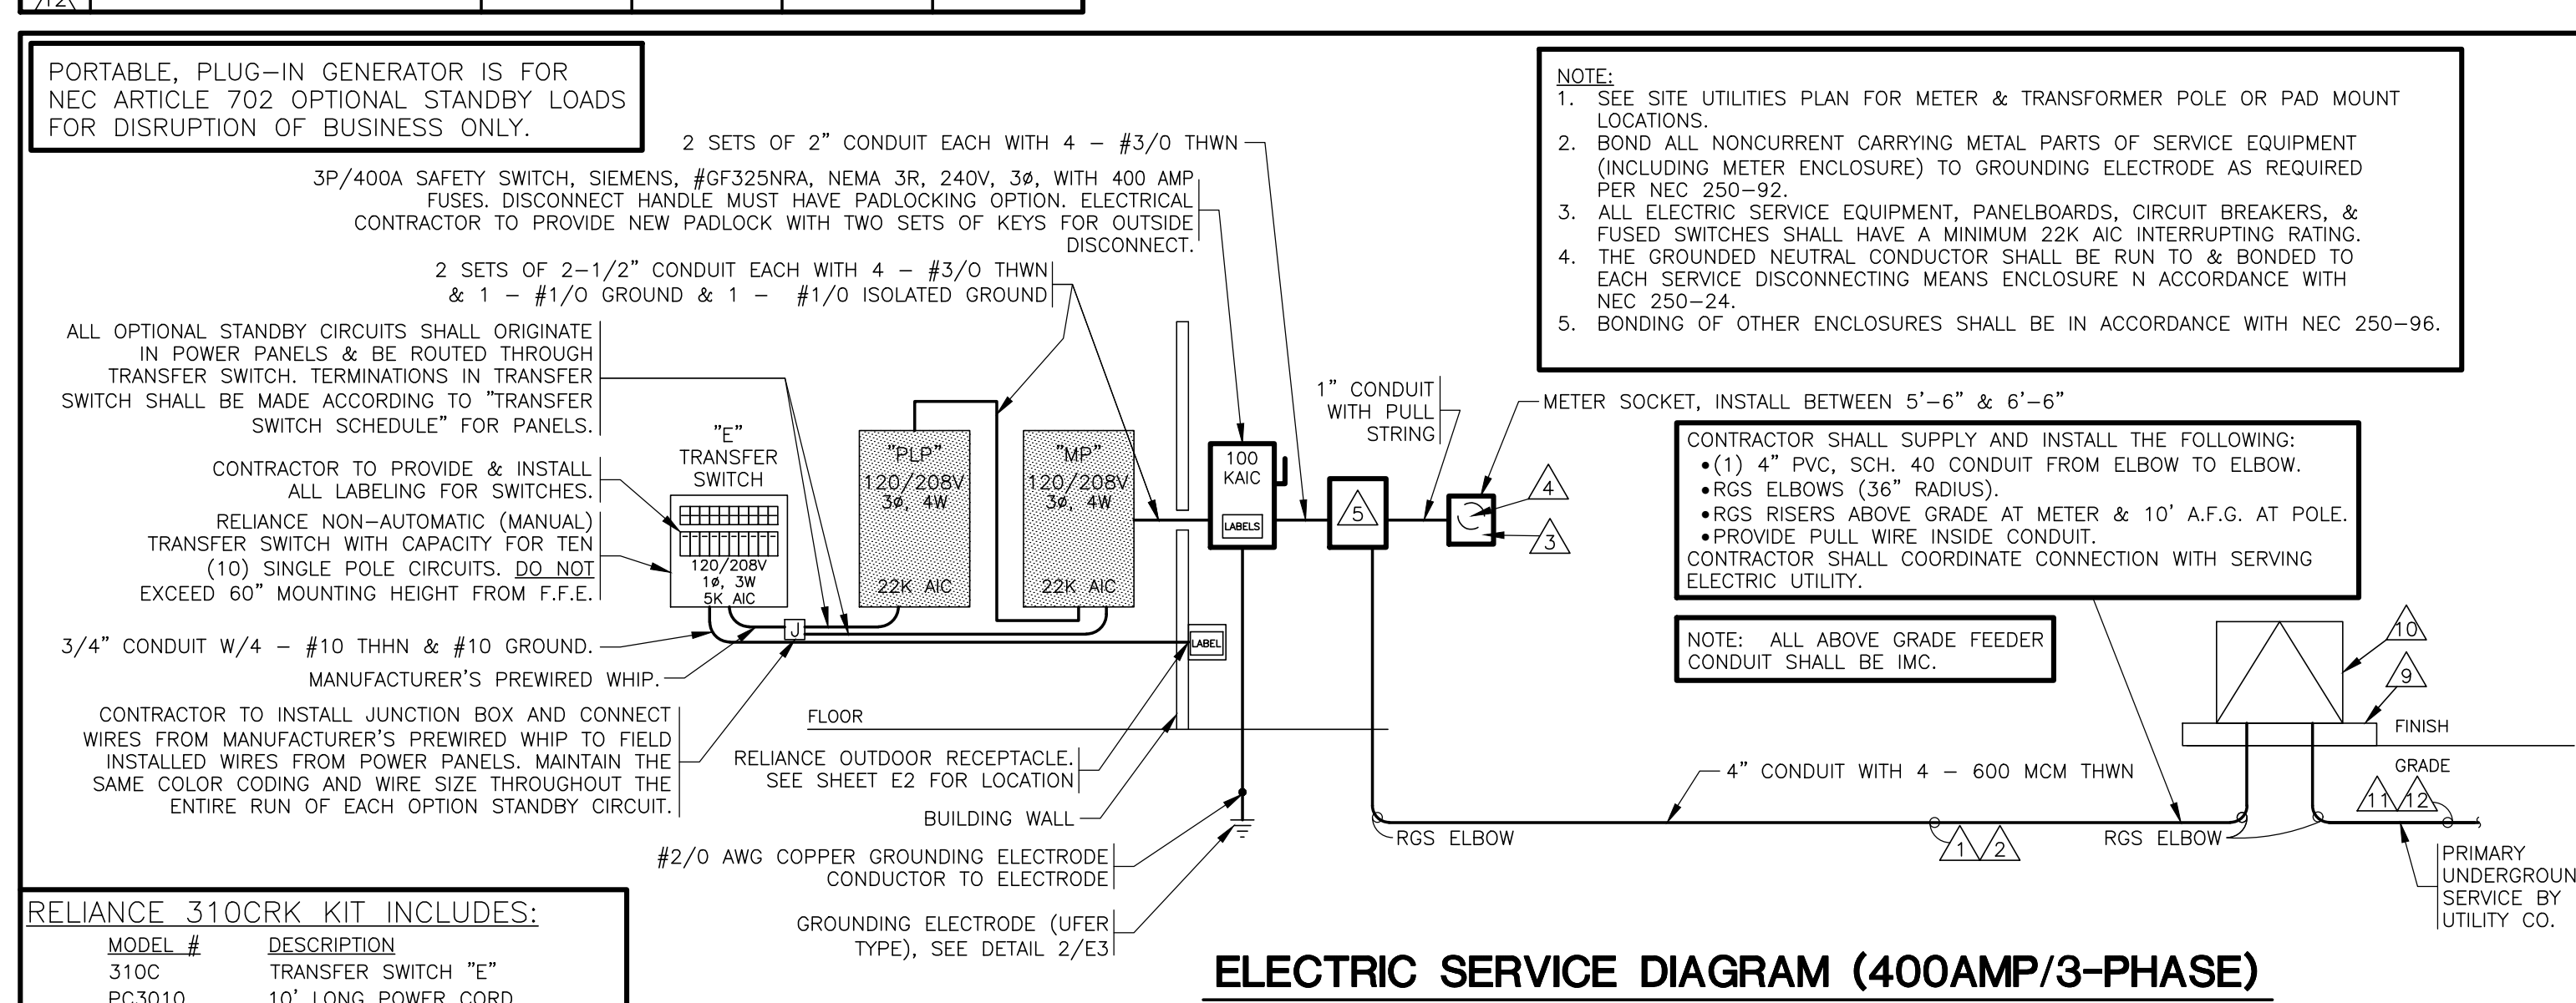 12
PORTABLE, PLUG-IN GENERATOR IS FOR
NEC ARTICLE 702 OPTIONAL STANDBY LOADS
FOR DISRUPTION OF BUSINESS ONLY.
2 SETS OF 2" CONDUIT EACH WITH 4 - #3/0 THWN
3P/400A SAFETY SWITCH, SIEMENS, #GF325NRA, NEMA 3R, 240V, 3ø, WITH 400 AMP
FUSES. DISCONNECT HANDLE MUST HAVE PADLOCKING OPTION. ELECTRICAL
CONTRACTOR TO PROVIDE NEW PADLOCK WITH TWO SETS OF KEYS FOR OUTSIDE
DISCONNECT.
2 SETS OF 2-1/2" CONDUIT EACH WITH 4 - #3/0 THWN
& 1 - #1/0 GROUND & 1 - #1/0 ISOLATED GROUND
ALL OPTIONAL STANDBY CIRCUITS SHALL ORIGINATE
IN POWER PANELS & BE ROUTED THROUGH
TRANSFER SWITCH. TERMINATIONS IN TRANSFER
SWITCH SHALL BE MADE ACCORDING TO "TRANSFER
SWITCH SCHEDULE" FOR PANELS.
CONTRACTOR TO PROVIDE & INSTALL
ALL LABELING FOR SWITCHES.
RELIANCE NON-AUTOMATIC (MANUAL)
TRANSFER SWITCH WITH CAPACITY FOR TEN
(10) SINGLE POLE CIRCUITS. DO NOT
EXCEED 60" MOUNTING HEIGHT FROM F.F.E.
3/4" CONDUIT W/4 - #10 THHN & #10 GROUND.
MANUFACTURER'S PREWIRED WHIP.
CONTRACTOR TO INSTALL JUNCTION BOX AND CONNECT
WIRES FROM MANUFACTURER'S PREWIRED WHIP TO FIELD
INSTALLED WIRES FROM POWER PANELS. MAINTAIN THE
SAME COLOR CODING AND WIRE SIZE THROUGHOUT THE
ENTIRE RUN OF EACH OPTION STANDBY CIRCUIT.
"E"
TRANSFER
SWITCH
120/208V
1ø, 3W
5K AIC
J
"PLP"
120/208V
3ø, 4W
22K AIC
"MP"
120/208V
3ø, 4W
22K AIC
100
KAIC
LABELS
LABEL
5
1" CONDUIT
WITH PULL
STRING
METER SOCKET, INSTALL BETWEEN 5'-6" & 6'-6"
4
3
FLOOR
RELIANCE OUTDOOR RECEPTACLE.
SEE SHEET E2 FOR LOCATION
BUILDING WALL
#2/0 AWG COPPER GROUNDING ELECTRODE
CONDUCTOR TO ELECTRODE
GROUNDING ELECTRODE (UFER
TYPE), SEE DETAIL 2/E3
NOTE:
1. SEE SITE UTILITIES PLAN FOR METER & TRANSFORMER POLE OR PAD MOUNT
LOCATIONS.
2. BOND ALL NONCURRENT CARRYING METAL PARTS OF SERVICE EQUIPMENT
(INCLUDING METER ENCLOSURE) TO GROUNDING ELECTRODE AS REQUIRED
PER NEC 250-92.
3. ALL ELECTRIC SERVICE EQUIPMENT, PANELBOARDS, CIRCUIT BREAKERS, &
FUSED SWITCHES SHALL HAVE A MINIMUM 22K AIC INTERRUPTING RATING.
4. THE GROUNDED NEUTRAL CONDUCTOR SHALL BE RUN TO & BONDED TO
EACH SERVICE DISCONNECTING MEANS ENCLOSURE N ACCORDANCE WITH
NEC 250-24.
5. BONDING OF OTHER ENCLOSURES SHALL BE IN ACCORDANCE WITH NEC 250-96.
CONTRACTOR SHALL SUPPLY AND INSTALL THE FOLLOWING:
•(1) 4" PVC, SCH. 40 CONDUIT FROM ELBOW TO ELBOW.
•RGS ELBOWS (36" RADIUS).
•RGS RISERS ABOVE GRADE AT METER & 10' A.F.G. AT POLE.
•PROVIDE PULL WIRE INSIDE CONDUIT.
CONTRACTOR SHALL COORDINATE CONNECTION WITH SERVING
ELECTRIC UTILITY.
NOTE: ALL ABOVE GRADE FEEDER
CONDUIT SHALL BE IMC.
10
9
FINISH
GRADE
11 12
4" CONDUIT WITH 4 - 600 MCM THWN
RGS ELBOW
1 2
RGS ELBOW
PRIMARY
UNDERGROUN
SERVICE BY
UTILITY CO.
RELIANCE 310CRK KIT INCLUDES:
MODEL # DESCRIPTION
310C TRANSFER SWITCH "E"
PC3010 10' LONG POWER CORD
ELECTRIC SERVICE DIAGRAM (400AMP/3-PHASE)